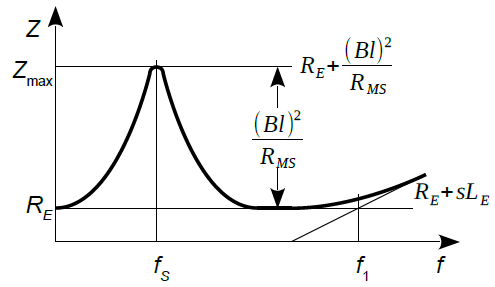 Z
Z_max
R_E + (Bl)^2 / R_MS
(Bl)^2 / R_MS
R_E
R_E + sL_E
f_S
f_1
f